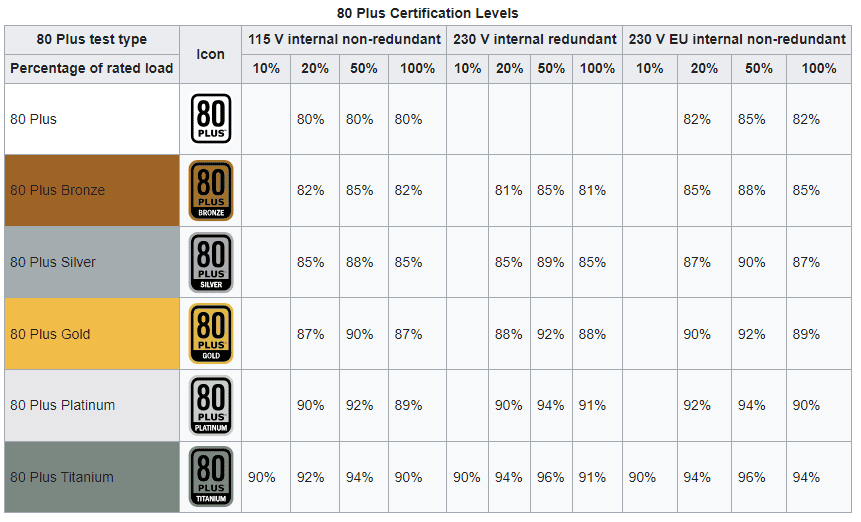 80 Plus Certification Levels
80 Plus test type Icon 115 V internal non-redundant 230 V internal redundant 230 V EU internal non-redundant
Percentage of rated load 10% 20% 50% 100% 10% 20% 50% 100% 10% 20% 50% 100%
80 Plus 80 PLUS 80% 80% 80% 82% 85% 82%
80 Plus Bronze 80 PLUS BRONZE 82% 85% 82% 81% 85% 81% 85% 88% 85%
80 Plus Silver 80 PLUS SILVER 85% 88% 85% 85% 89% 85% 87% 90% 87%
80 Plus Gold 80 PLUS GOLD 87% 90% 87% 88% 92% 88% 90% 92% 89%
80 Plus Platinum 80 PLUS PLATINUM 90% 92% 89% 90% 94% 91% 92% 94% 90%
80 Plus Titanium 80 PLUS TITANIUM 90% 92% 94% 90% 90% 94% 96% 91% 90% 94% 96% 94%